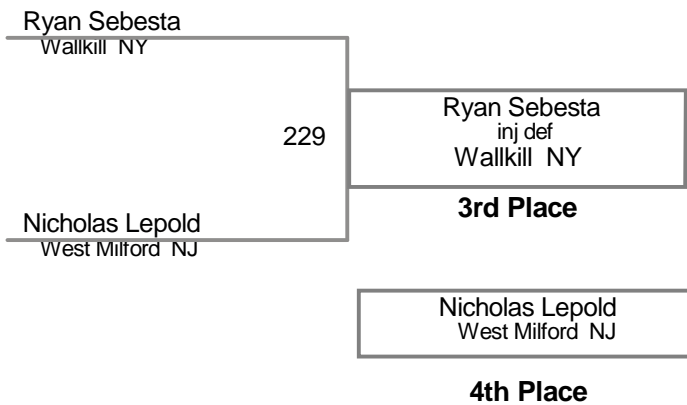 Ryan Sebesta
Wallkill NY
229
Ryan Sebesta
inj def
Wallkill NY
3rd Place
Nicholas Lepold
West Milford NJ
Nicholas Lepold
West Milford NJ
4th Place